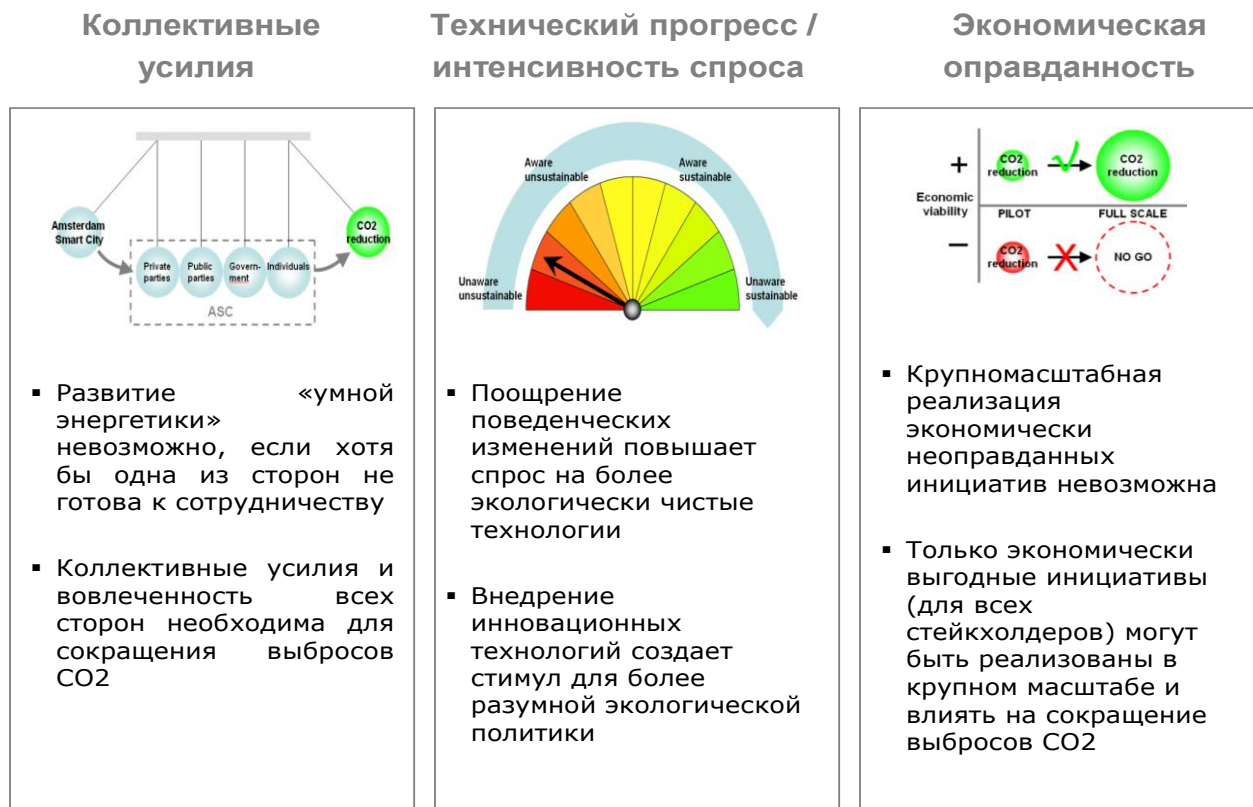 Коллективные
усилия
Технический прогресс /
интенсивность спроса
Экономическая
оправданность
Amsterdam
Smart City
CO2
reduction
Private
parties
Public
parties
Govern-
ment
Individuals
ASC
▪ Развитие «умной
энергетики»
невозможно, если хотя
бы одна из сторон не
готова к сотрудничеству
▪ Коллективные усилия и
вовлеченность всех
сторон необходима для
сокращения выбросов
СО2
Aware
unsustainable
Aware
sustainable
Unaware
unsustainable
Unaware
sustainable
▪ Поощрение
поведенческих
изменений повышает
спрос на более
экологически чистые
технологии
▪ Внедрение
инновационных
технологий создает
стимул для более
разумной экологической
политики
+
CO2
reduction
CO2
reduction
Economic
viability
PILOT
FULL SCALE
–
CO2
reduction
NO GO
▪ Крупномасштабная
реализация
экономически
неоправданных
инициатив невозможна
▪ Только экономически
выгодные инициативы
(для всех
стейкхолдеров) могут
быть реализованы в
крупном масштабе и
влиять на сокращение
выбросов СО2